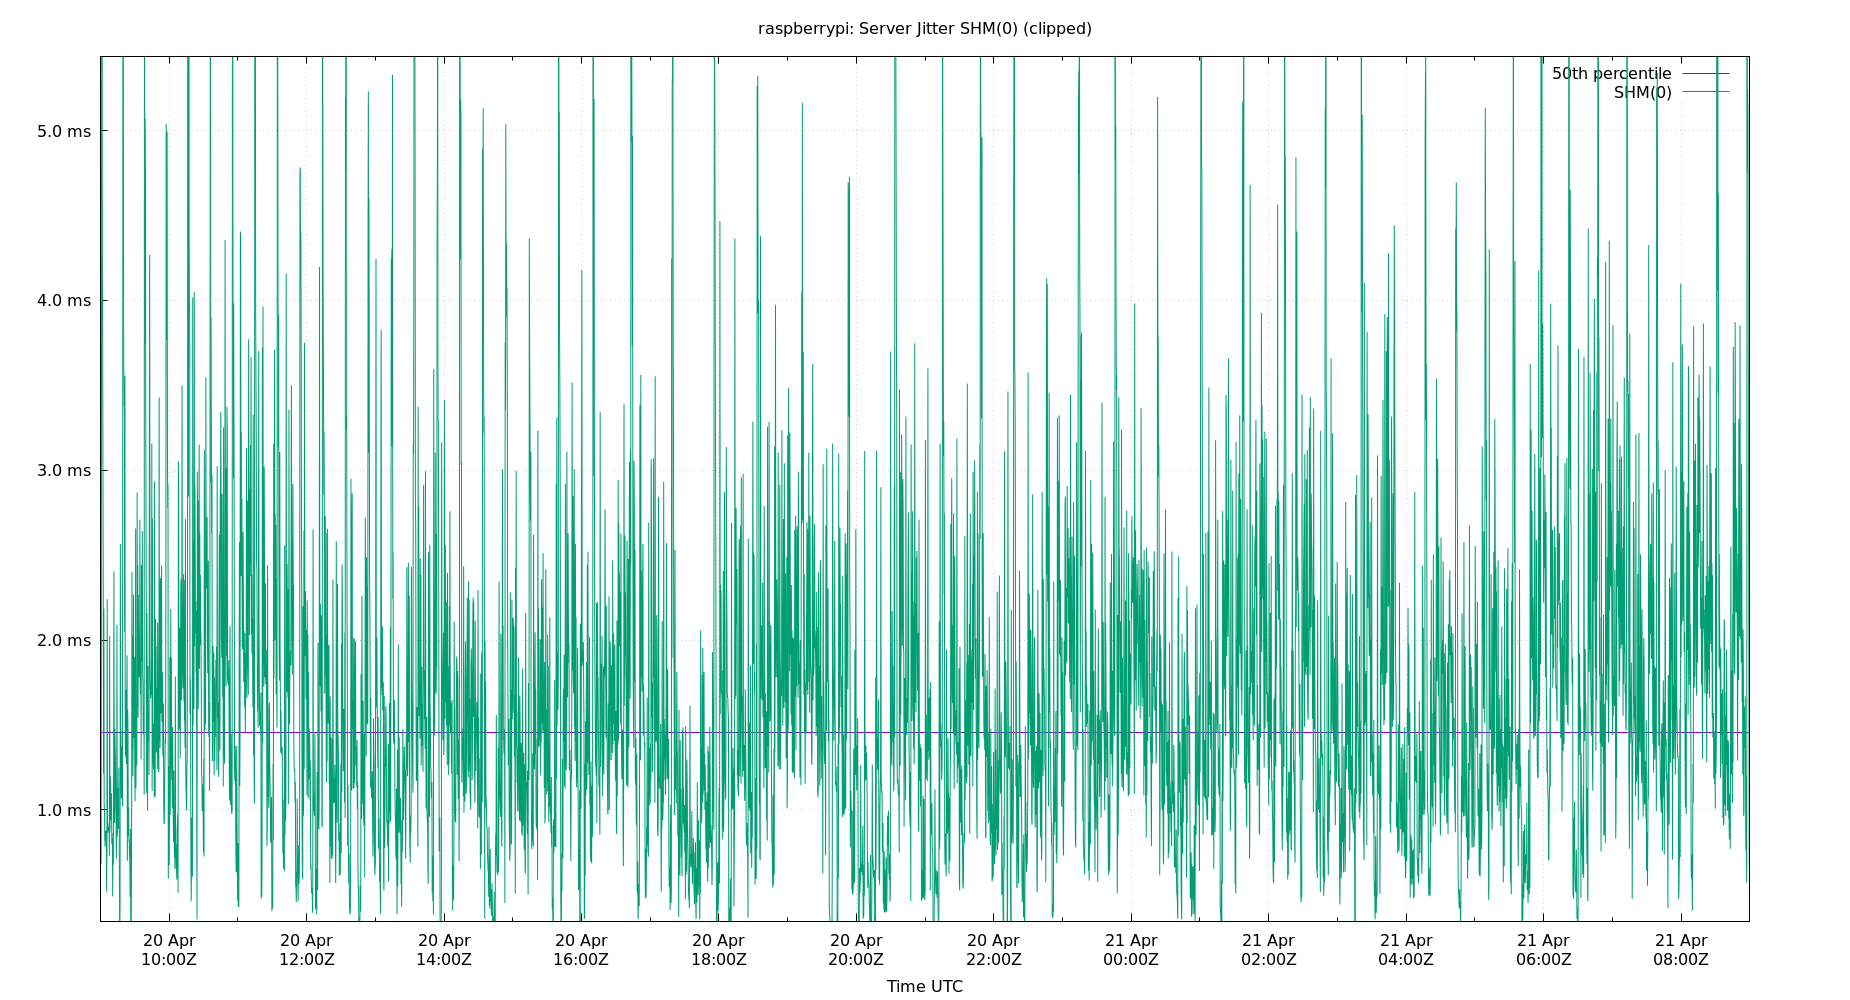 raspberrypi: Server Jitter SHM(0) (clipped)
50th percentile
SHM(0)
5.0 ms
4.0 ms
3.0 ms
2.0 ms
1.0 ms
20 Apr 20 Apr 20 Apr 20 Apr 20 Apr 20 Apr 20 Apr 21 Apr 21 Apr 21 Apr 21 Apr 21 Apr
10:00Z 12:00Z 14:00Z 16:00Z 18:00Z 20:00Z 22:00Z 00:00Z 02:00Z 04:00Z 06:00Z 08:00Z
Time UTC